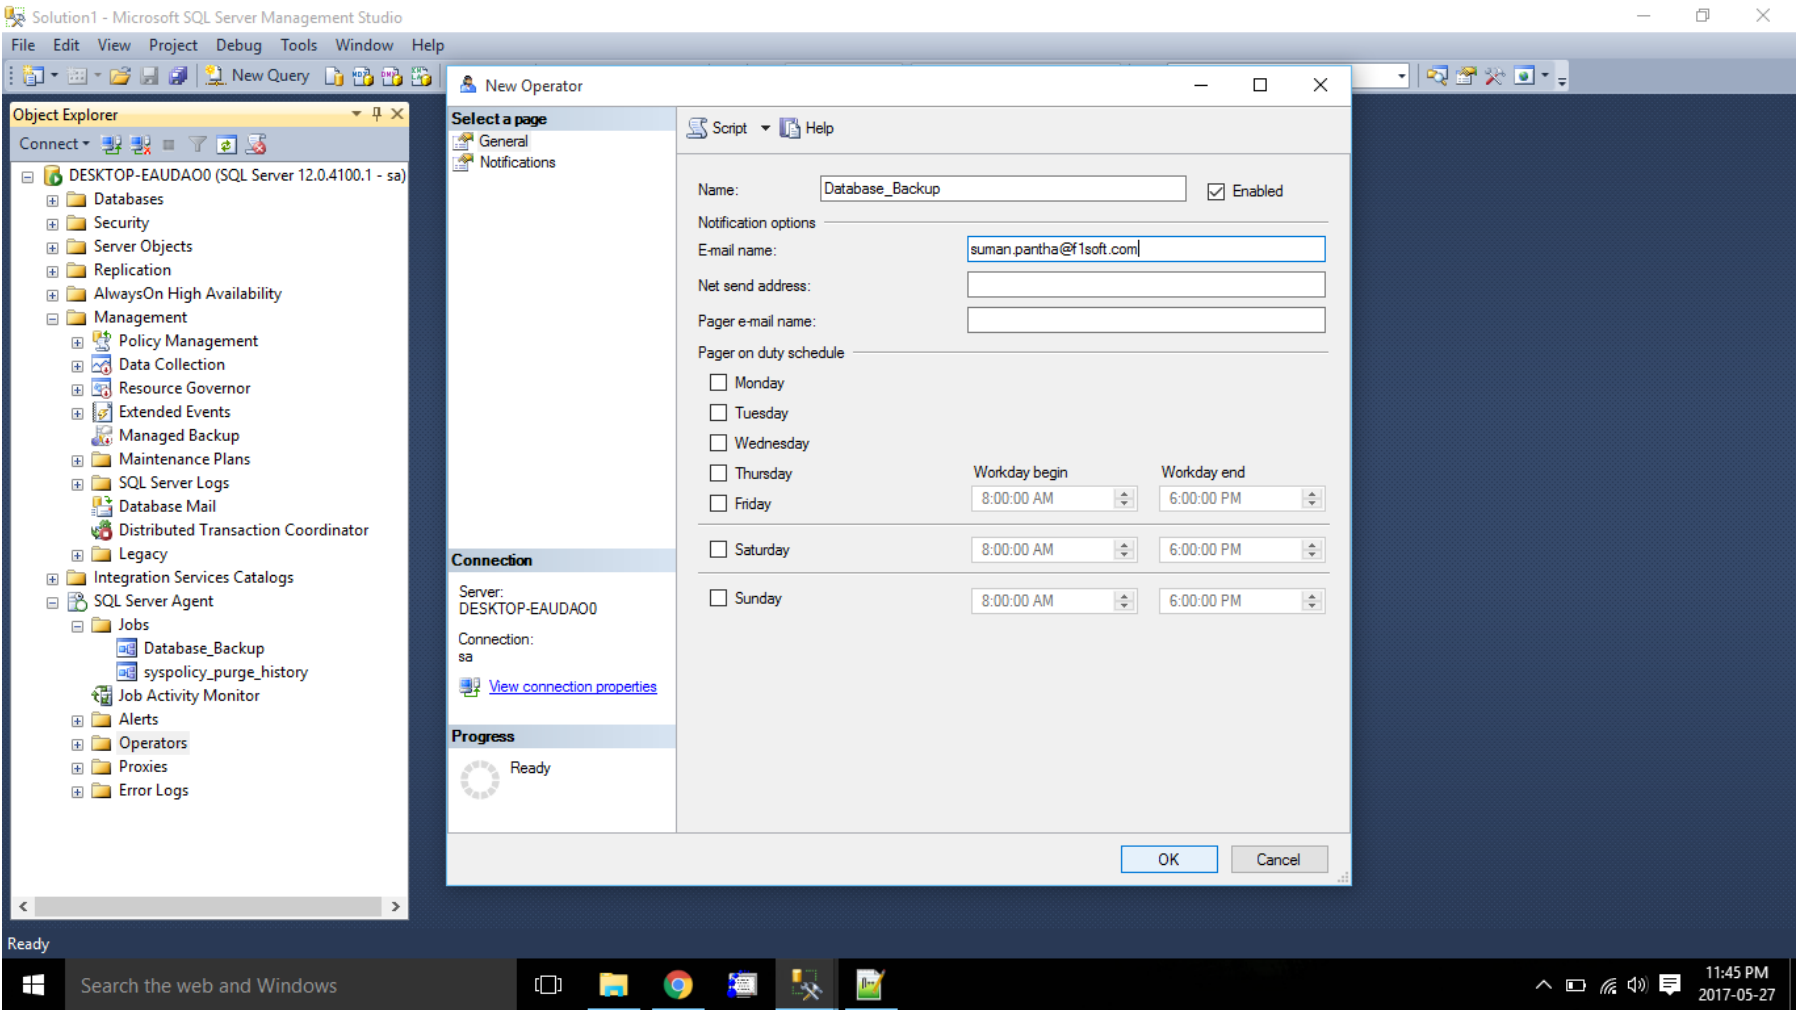 Solution1 - Microsoft SQL Server Management Studio
File Edit View Project Debug Tools Window Help
New Query
Object Explorer
Connect
DESKTOP-EAUDAO0 (SQL Server 12.0.4100.1 - sa)
Databases
Security
Server Objects
Replication
AlwaysOn High Availability
Management
Policy Management
Data Collection
Resource Governor
Extended Events
Managed Backup
Maintenance Plans
SQL Server Logs
Database Mail
Distributed Transaction Coordinator
Legacy
Integration Services Catalogs
SQL Server Agent
Jobs
Database_Backup
syspolicy_purge_history
Job Activity Monitor
Alerts
Operators
Proxies
Error Logs
New Operator
Select a page
General
Notifications
Connection
Server:
DESKTOP-EAUDAO0
Connection:
sa
View connection properties
Progress
Ready
Script Help
Name: Database_Backup Enabled
Notification options
E-mail name: suman.pantha@f1soft.com
Net send address:
Pager e-mail name:
Pager on duty schedule
Monday
Tuesday
Wednesday
Thursday Workday begin Workday end
Friday 8:00:00 AM 6:00:00 PM
Saturday 8:00:00 AM 6:00:00 PM
Sunday 8:00:00 AM 6:00:00 PM
OK Cancel
Ready
Search the web and Windows
11:45 PM
2017-05-27